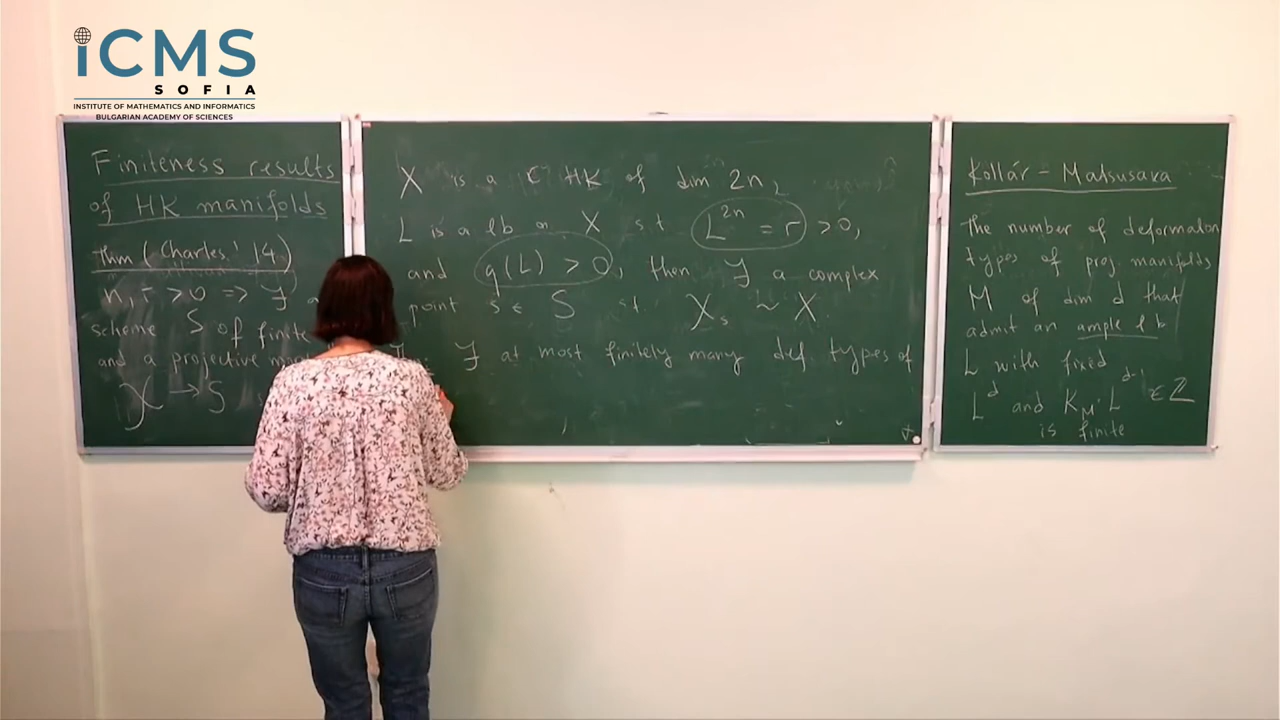 iCMS
SOFIA
INSTITUTE OF MATHEMATICS AND INFORMATICS
BULGARIAN ACADEMY OF SCIENCES
Finiteness results
of HK manifolds
Thm (Charles '14)
n, r > 0 => ∃ a
scheme S of finite
and a projective
𝒳 → S
X is a HK of dim 2n,
L is a lb on X st L^{2n} = r > 0,
and q(L) > 0, then ∃ a complex
point s ∈ S st. X_s ~ X.
∃ at most finitely many def. types of
Kollár - Matsusaka
The number of deformation
types of proj. manifolds
M of dim d that
admit an ample lb
L with fixed
L^d and K_M · L^{d-1} ∈ ℤ
is finite